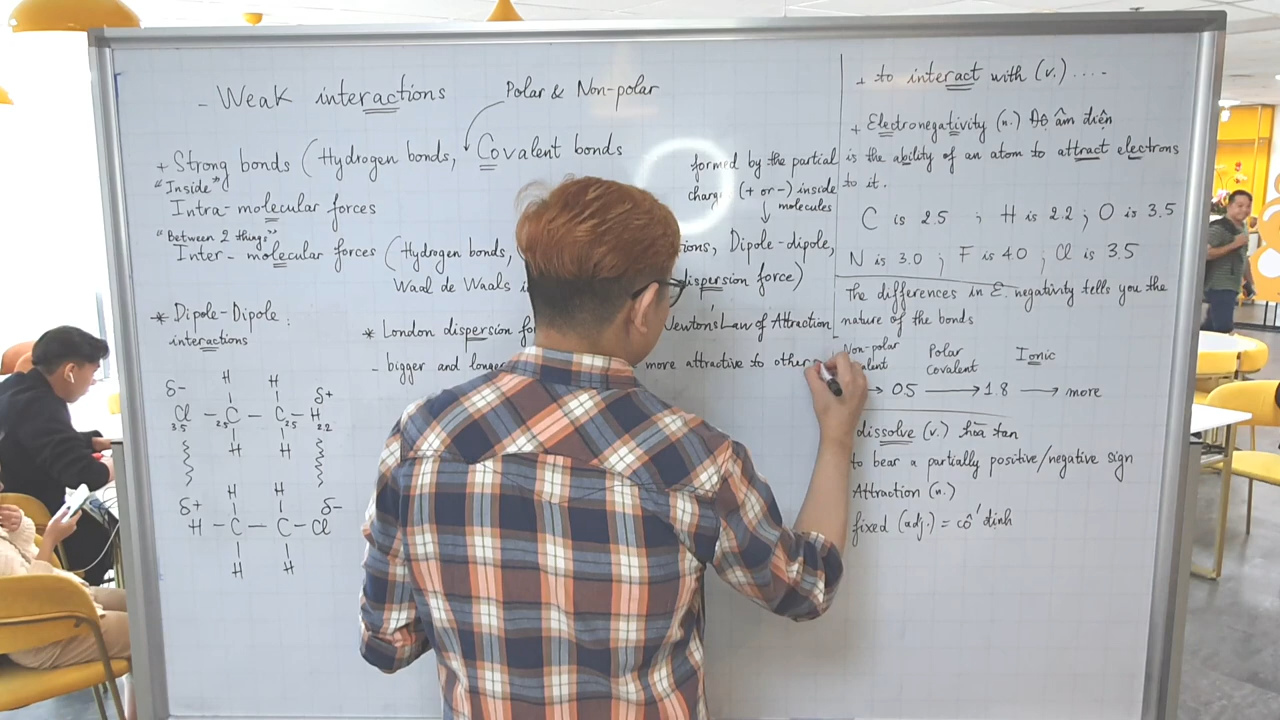 - Weak interactions
Polar & Non-polar
+ Strong bonds (Hydrogen bonds, Covalent bonds
"Inside"
Intra-molecular forces
"Between 2 things"
Inter-molecular forces (Hydrogen bonds,
Dipole-dipole,
Waal de Waals
dispersion force)
formed by the partial
(+ or -) inside
molecules
* Dipole-Dipole:
interactions
δ- H H δ+
Cl - C - C - H
3.5 2.5 2.5 2.2
H H
δ+ H H δ-
H - C - C - Cl
H H
* London dispersion
Newton's Law of Attraction
- bigger and
more attractive to other
+ to interact with (v.) ....
+ Electronegativity (n.) Độ âm điện
is the ability of an atom to attract electrons
to it.
C is 2.5 ; H is 2.2 ; O is 3.5
N is 3.0 ; F is 4.0 ; Cl is 3.5
The differences in E. negativity tells you the
nature of the bonds
Non-polar
Polar
Covalent
Ionic
→ 0.5 → 1.8 → more
dissolve (v.) hòa tan
to bear a partially positive/negative sign
Attraction (n.)
fixed (adj.) = cố định